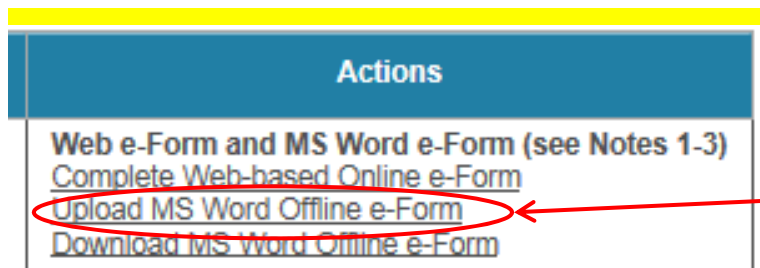 Actions
Web e-Form and MS Word e-Form (see Notes 1-3)
Complete Web-based Online e-Form
Upload MS Word Offline e-Form
Download MS Word Offline e-Form